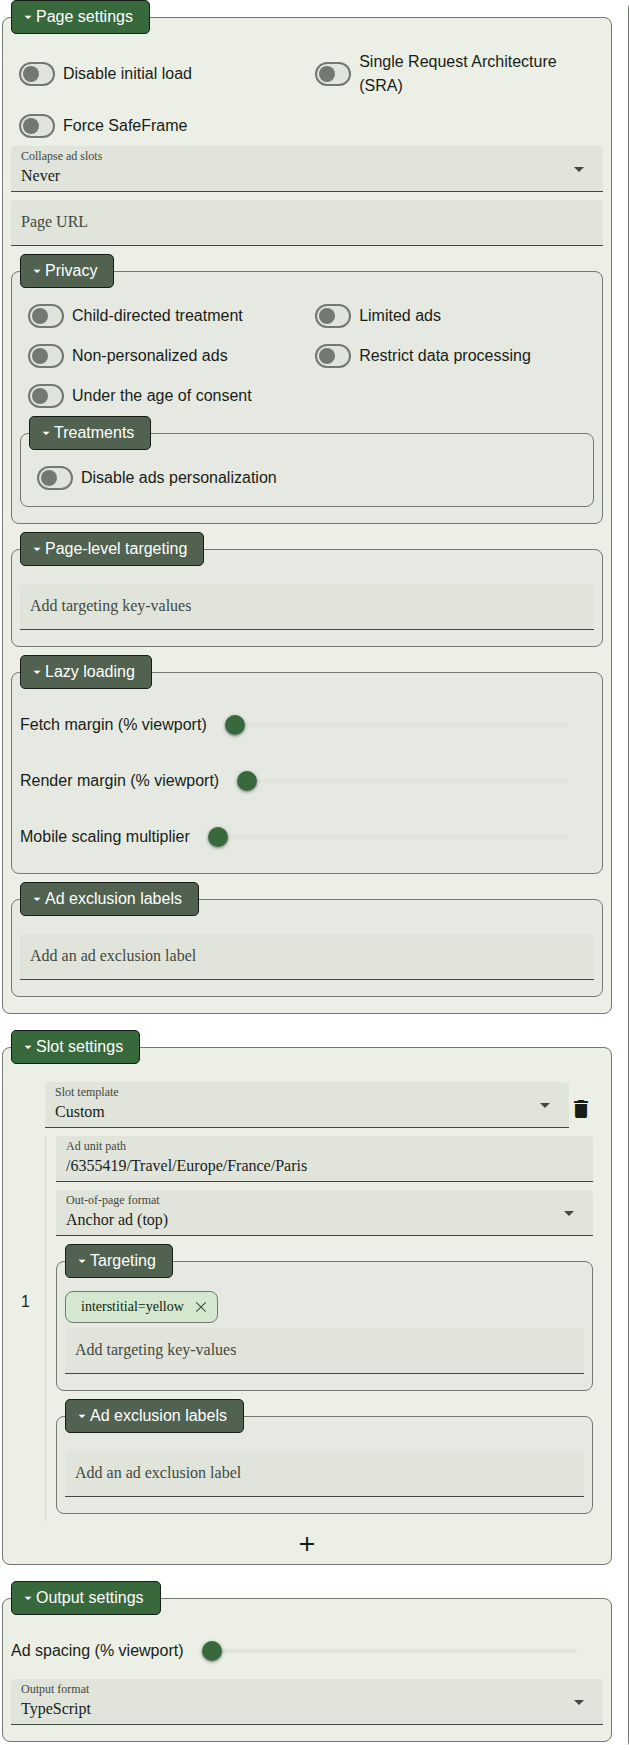 Page settings
Disable initial load
Single Request Architecture
(SRA)
Force SafeFrame
Collapse ad slots
Never
Page URL
Privacy
Child-directed treatment
Limited ads
Non-personalized ads
Restrict data processing
Under the age of consent
Treatments
Disable ads personalization
Page-level targeting
Add targeting key-values
Lazy loading
Fetch margin (% viewport)
Render margin (% viewport)
Mobile scaling multiplier
Ad exclusion labels
Add an ad exclusion label
Slot settings
Slot template
Custom
Ad unit path
/6355419/Travel/Europe/France/Paris
Out-of-page format
Anchor ad (top)
Targeting
1
interstitial=yellow
Add targeting key-values
Ad exclusion labels
Add an ad exclusion label
+
Output settings
Ad spacing (% viewport)
Output format
TypeScript